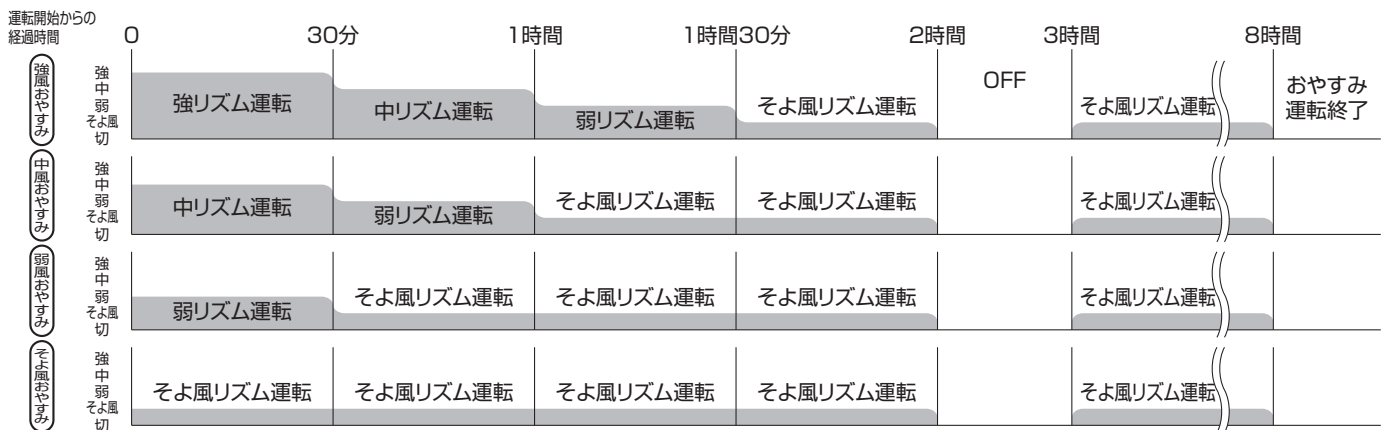 運転開始からの
経過時間
0 30分 1時間 1時間30分 2時間 3時間 8時間
強風おやすみ
強
中
弱
そよ風
切
強リズム運転 中リズム運転 弱リズム運転 そよ風リズム運転 OFF そよ風リズム運転 おやすみ
運転終了
中風おやすみ
強
中
弱
そよ風
切
中リズム運転 弱リズム運転 そよ風リズム運転 そよ風リズム運転 そよ風リズム運転
弱風おやすみ
強
中
弱
そよ風
切
弱リズム運転 そよ風リズム運転 そよ風リズム運転 そよ風リズム運転 そよ風リズム運転
そよ風おやすみ
強
中
弱
そよ風
切
そよ風リズム運転 そよ風リズム運転 そよ風リズム運転 そよ風リズム運転 そよ風リズム運転